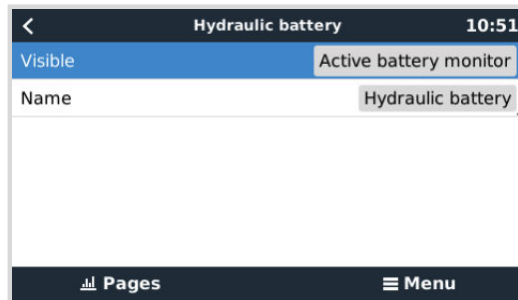 Hydraulic battery 10:51
Visible Active battery monitor
Name Hydraulic battery
Pages Menu